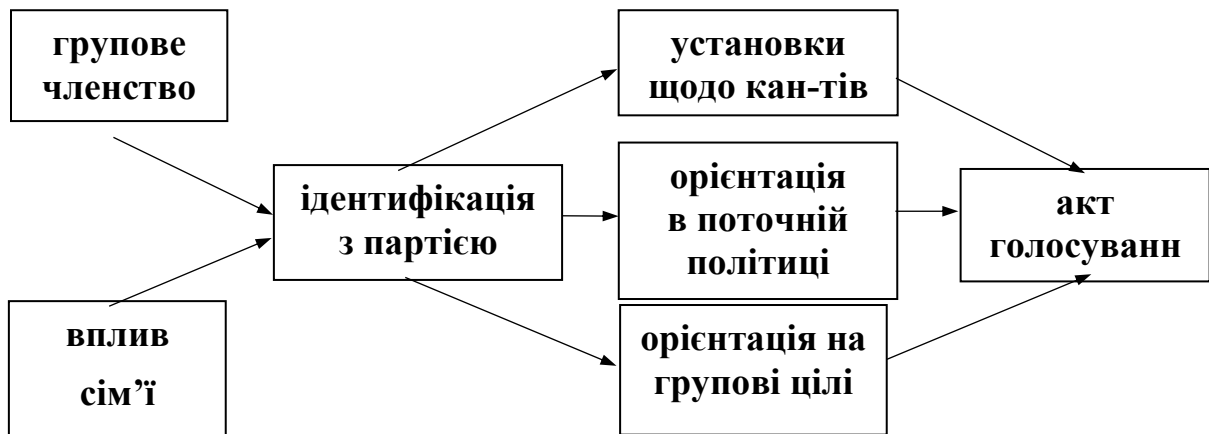 групове
членство
вплив
сім’ї
ідентифікація
з партією
установки
щодо кан-тів
орієнтація
в поточній
політиці
орієнтація на
групові цілі
акт
голосуванн